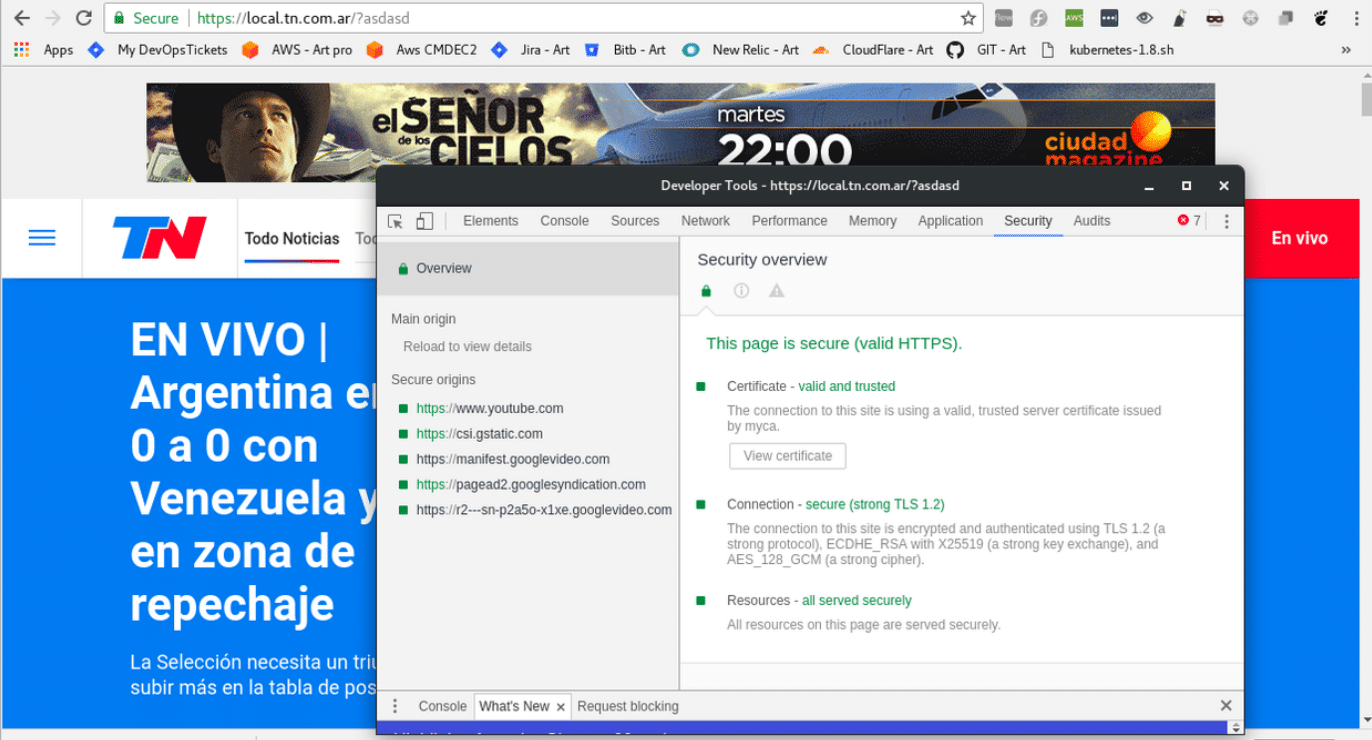 Secure https://local.tn.com.ar/?asdasd
Apps My DevOpsTickets AWS - Art pro Aws CMDEC2 Jira - Art Bitb - Art New Relic - Art CloudFlare - Art GIT - Art kubernetes-1.8.sh »
el SEÑOR
de los CIELOS
martes
22:00
ciudad
magazine
Developer Tools - https://local.tn.com.ar/?asdasd
Elements Console Sources Network Performance Memory Application Security Audits 7
TN
Todo Noticias
En vivo
Overview
Main origin
Reload to view details
Secure origins
https://www.youtube.com
https://csi.gstatic.com
https://manifest.googlevideo.com
https://pagead2.googlesyndication.com
https://r2---sn-p2a5o-x1xe.googlevideo.com
Security overview
This page is secure (valid HTTPS).
Certificate - valid and trusted
The connection to this site is using a valid, trusted server certificate issued
by myca.
View certificate
Connection - secure (strong TLS 1.2)
The connection to this site is encrypted and authenticated using TLS 1.2 (a
strong protocol), ECDHE_RSA with X25519 (a strong key exchange), and
AES_128_GCM (a strong cipher).
Resources - all served securely
All resources on this page are served securely.
EN VIVO |
Argentina
0 a 0 con
Venezuela y
en zona de
repechaje
La Selección necesita un
subir más en la tabla de
Console What's New × Request blocking